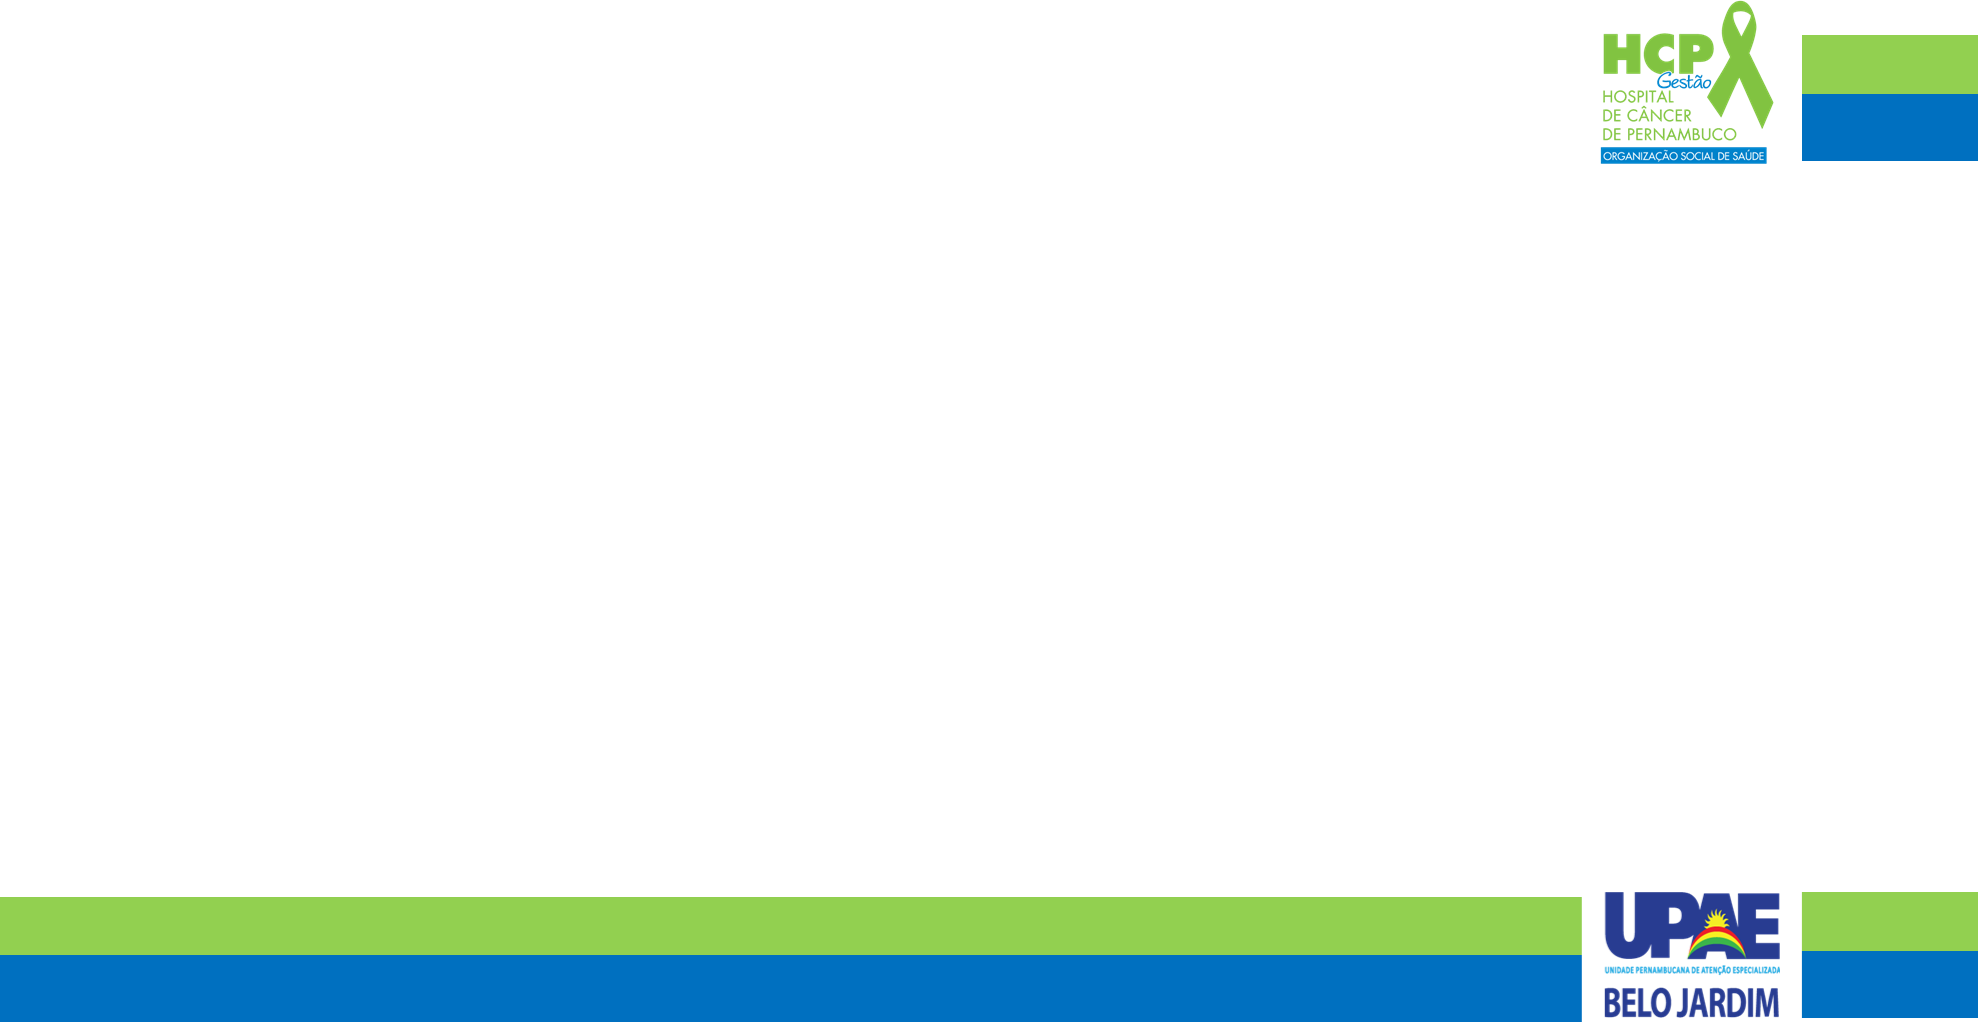 HCP
Gestão
HOSPITAL
DE CÂNCER
DE PERNAMBUCO
ORGANIZAÇÃO SOCIAL DE SAÚDE
UPAE
UNIDADE PERNAMBUCANA DE ATENÇÃO ESPECIALIZADA
BELO JARDIM